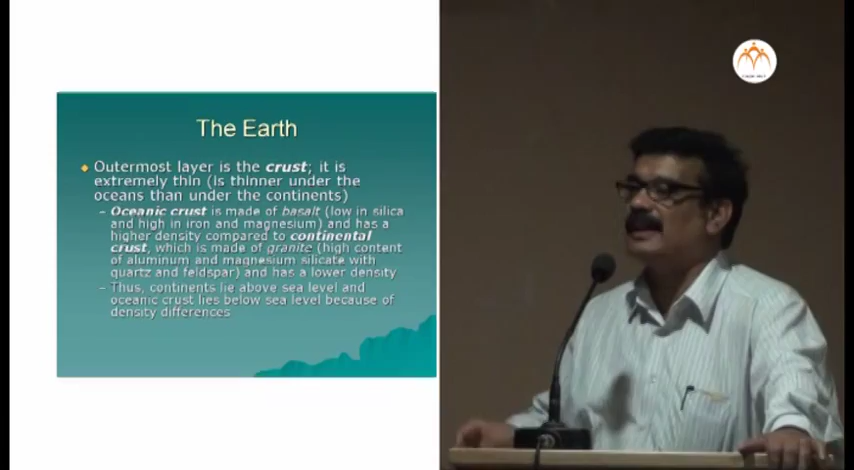 The Earth
Outermost layer is the crust; it is
extremely thin (is thinner under the
oceans than under the continents)
– Oceanic crust is made of basalt (low in silica
and high in iron and magnesium) and has a
higher density compared to continental
crust, which is made of granite (high content
of aluminum and magnesium silicate with
quartz and feldspar) and has a lower density
– Thus, continents lie above sea level and
oceanic crust lies below sea level because of
density differences